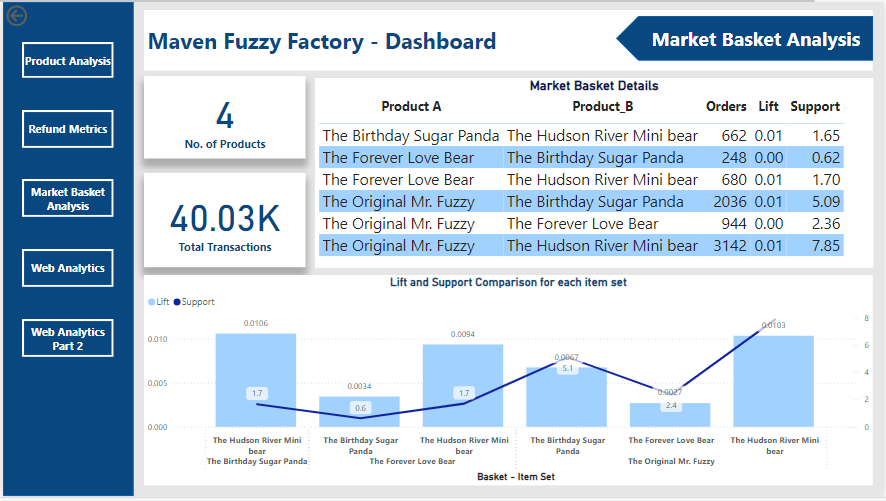 Maven Fuzzy Factory - Dashboard
Market Basket Analysis
Product Analysis
Refund Metrics
Market Basket
Analysis
Web Analytics
Web Analytics
Part 2
4
No. of Products
40.03K
Total Transactions
Market Basket Details
Product A Product_B Orders Lift Support
The Birthday Sugar Panda The Hudson River Mini bear 662 0.01 1.65
The Forever Love Bear The Birthday Sugar Panda 248 0.00 0.62
The Forever Love Bear The Hudson River Mini bear 680 0.01 1.70
The Original Mr. Fuzzy The Birthday Sugar Panda 2036 0.01 5.09
The Original Mr. Fuzzy The Forever Love Bear 944 0.00 2.36
The Original Mr. Fuzzy The Hudson River Mini bear 3142 0.01 7.85
Lift and Support Comparison for each item set
Lift Support
0.010
0.005
0.000
0.0106
0.0034
0.0094
0.0067
0.0027
0.0103
1.7
0.6
1.7
5.1
2.4
8
6
4
2
0
The Hudson River Mini The Birthday Sugar The Hudson River Mini The Birthday Sugar The Forever Love Bear The Hudson River Mini
bear Panda bear Panda bear
The Birthday Sugar Panda The Forever Love Bear The Original Mr. Fuzzy
Basket - Item Set